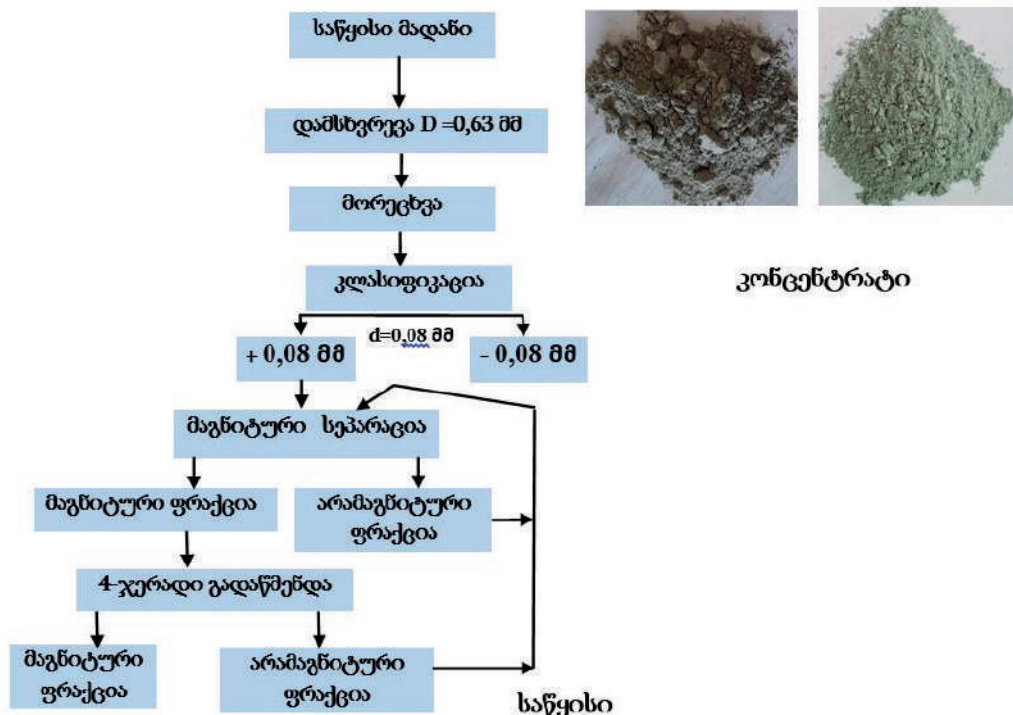 საწყისი მადანი
დამსხვრევა D =0,63 მმ
მორეცხვა
კლასიფიკაცია
d=0,08 მმ
+ 0,08 მმ
- 0,08 მმ
მაგნიტური სეპარაცია
მაგნიტური ფრაქცია
არამაგნიტური
ფრაქცია
4-ჯერადი გადაწმენდა
მაგნიტური
ფრაქცია
არამაგნიტური
ფრაქცია
საწყისი
კონცენტრატი